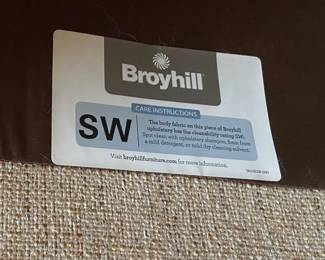 Broyhill
CARE INSTRUCTIONS
SW
The body fabric on this piece of Broyhill
upholstery has the cleanability rating SW:
Spot clean with upholstery shampoo, foam from
a mild detergent, or mild dry cleaning solvent.
Visit broyhillfurniture.com for more information.